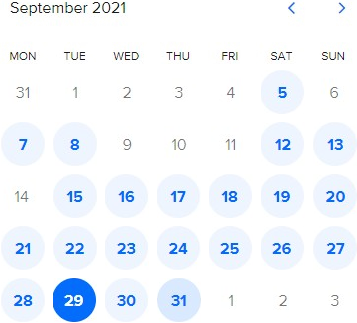 September 2021
MON TUE WED THU FRI SAT SUN
31 1 2 3 4 5 6
7 8 9 10 11 12 13
14 15 16 17 18 19 20
21 22 23 24 25 26 27
28 29 30 31 1 2 3